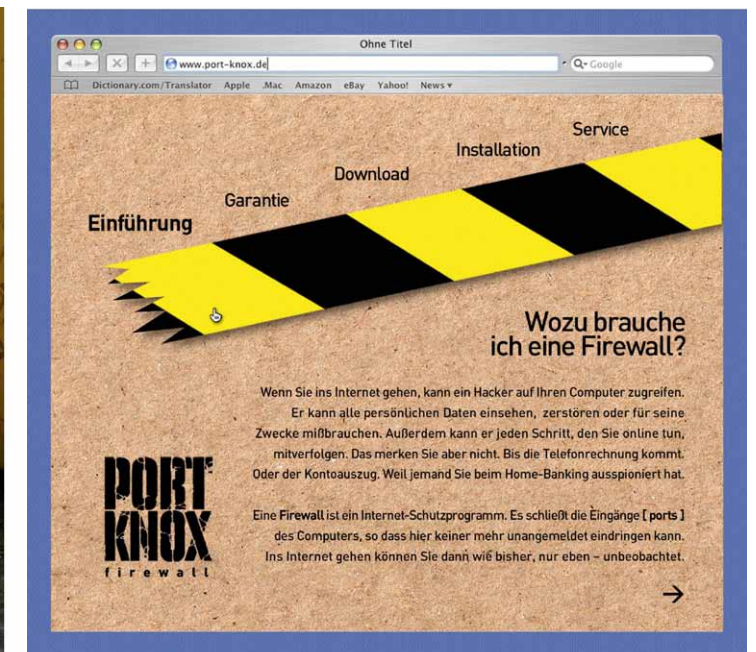 Ohne Titel
www.port-knox.de
Google
Dictionary.com/Translator Apple .Mac Amazon eBay Yahoo! News
Einführung
Garantie
Download
Installation
Service
Wozu brauche
ich eine Firewall?
Wenn Sie ins Internet gehen, kann ein Hacker auf Ihren Computer zugreifen.
Er kann alle persönlichen Daten einsehen, zerstören oder für seine
Zwecke mißbrauchen. Außerdem kann er jeden Schritt, den Sie online tun,
mitverfolgen. Das merken Sie aber nicht. Bis die Telefonrechnung kommt.
Oder der Kontoauszug. Weil jemand Sie beim Home-Banking ausspioniert hat.
Eine Firewall ist ein Internet-Schutzprogramm. Es schließt die Eingänge [ ports ]
des Computers, so dass hier keiner mehr unangemeldet eindringen kann.
Ins Internet gehen können Sie dann wie bisher, nur eben – unbeobachtet.
PORT
KNOX
firewall